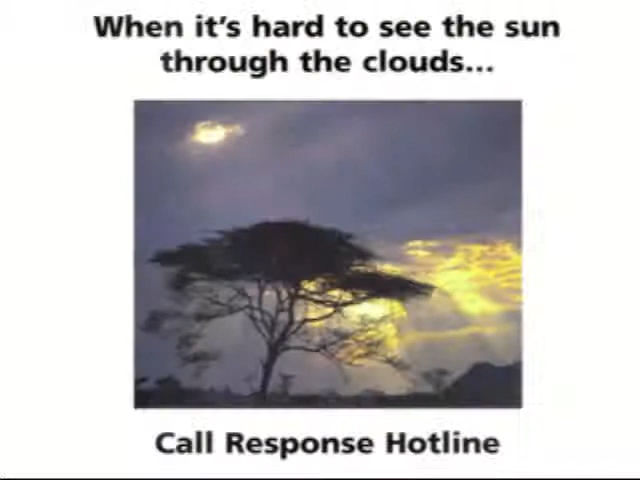 When it's hard to see the sun
through the clouds...
Call Response Hotline